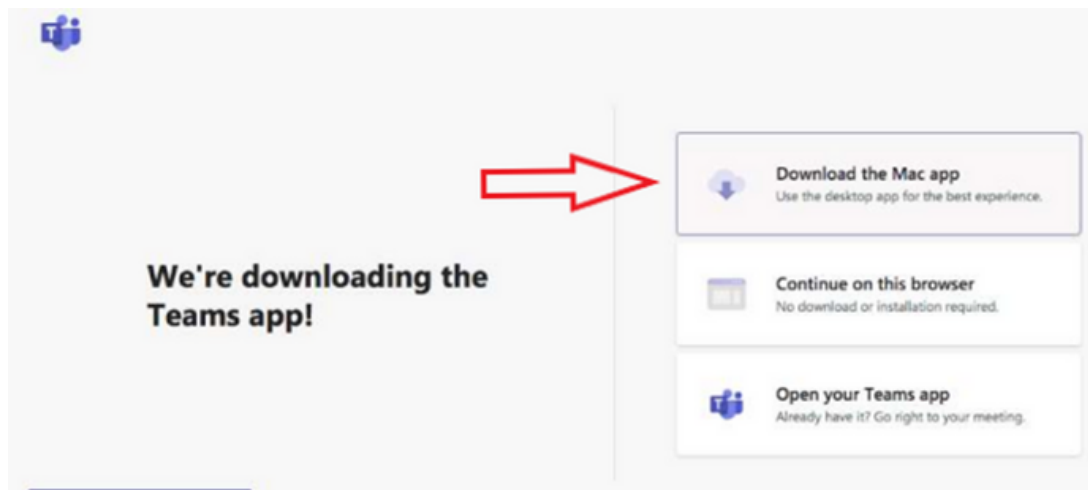 We're downloading the
Teams app!
Download the Mac app
Use the desktop app for the best experience.
Continue on this browser
No download or installation required.
Open your Teams app
Already have it? Go right to your meeting.